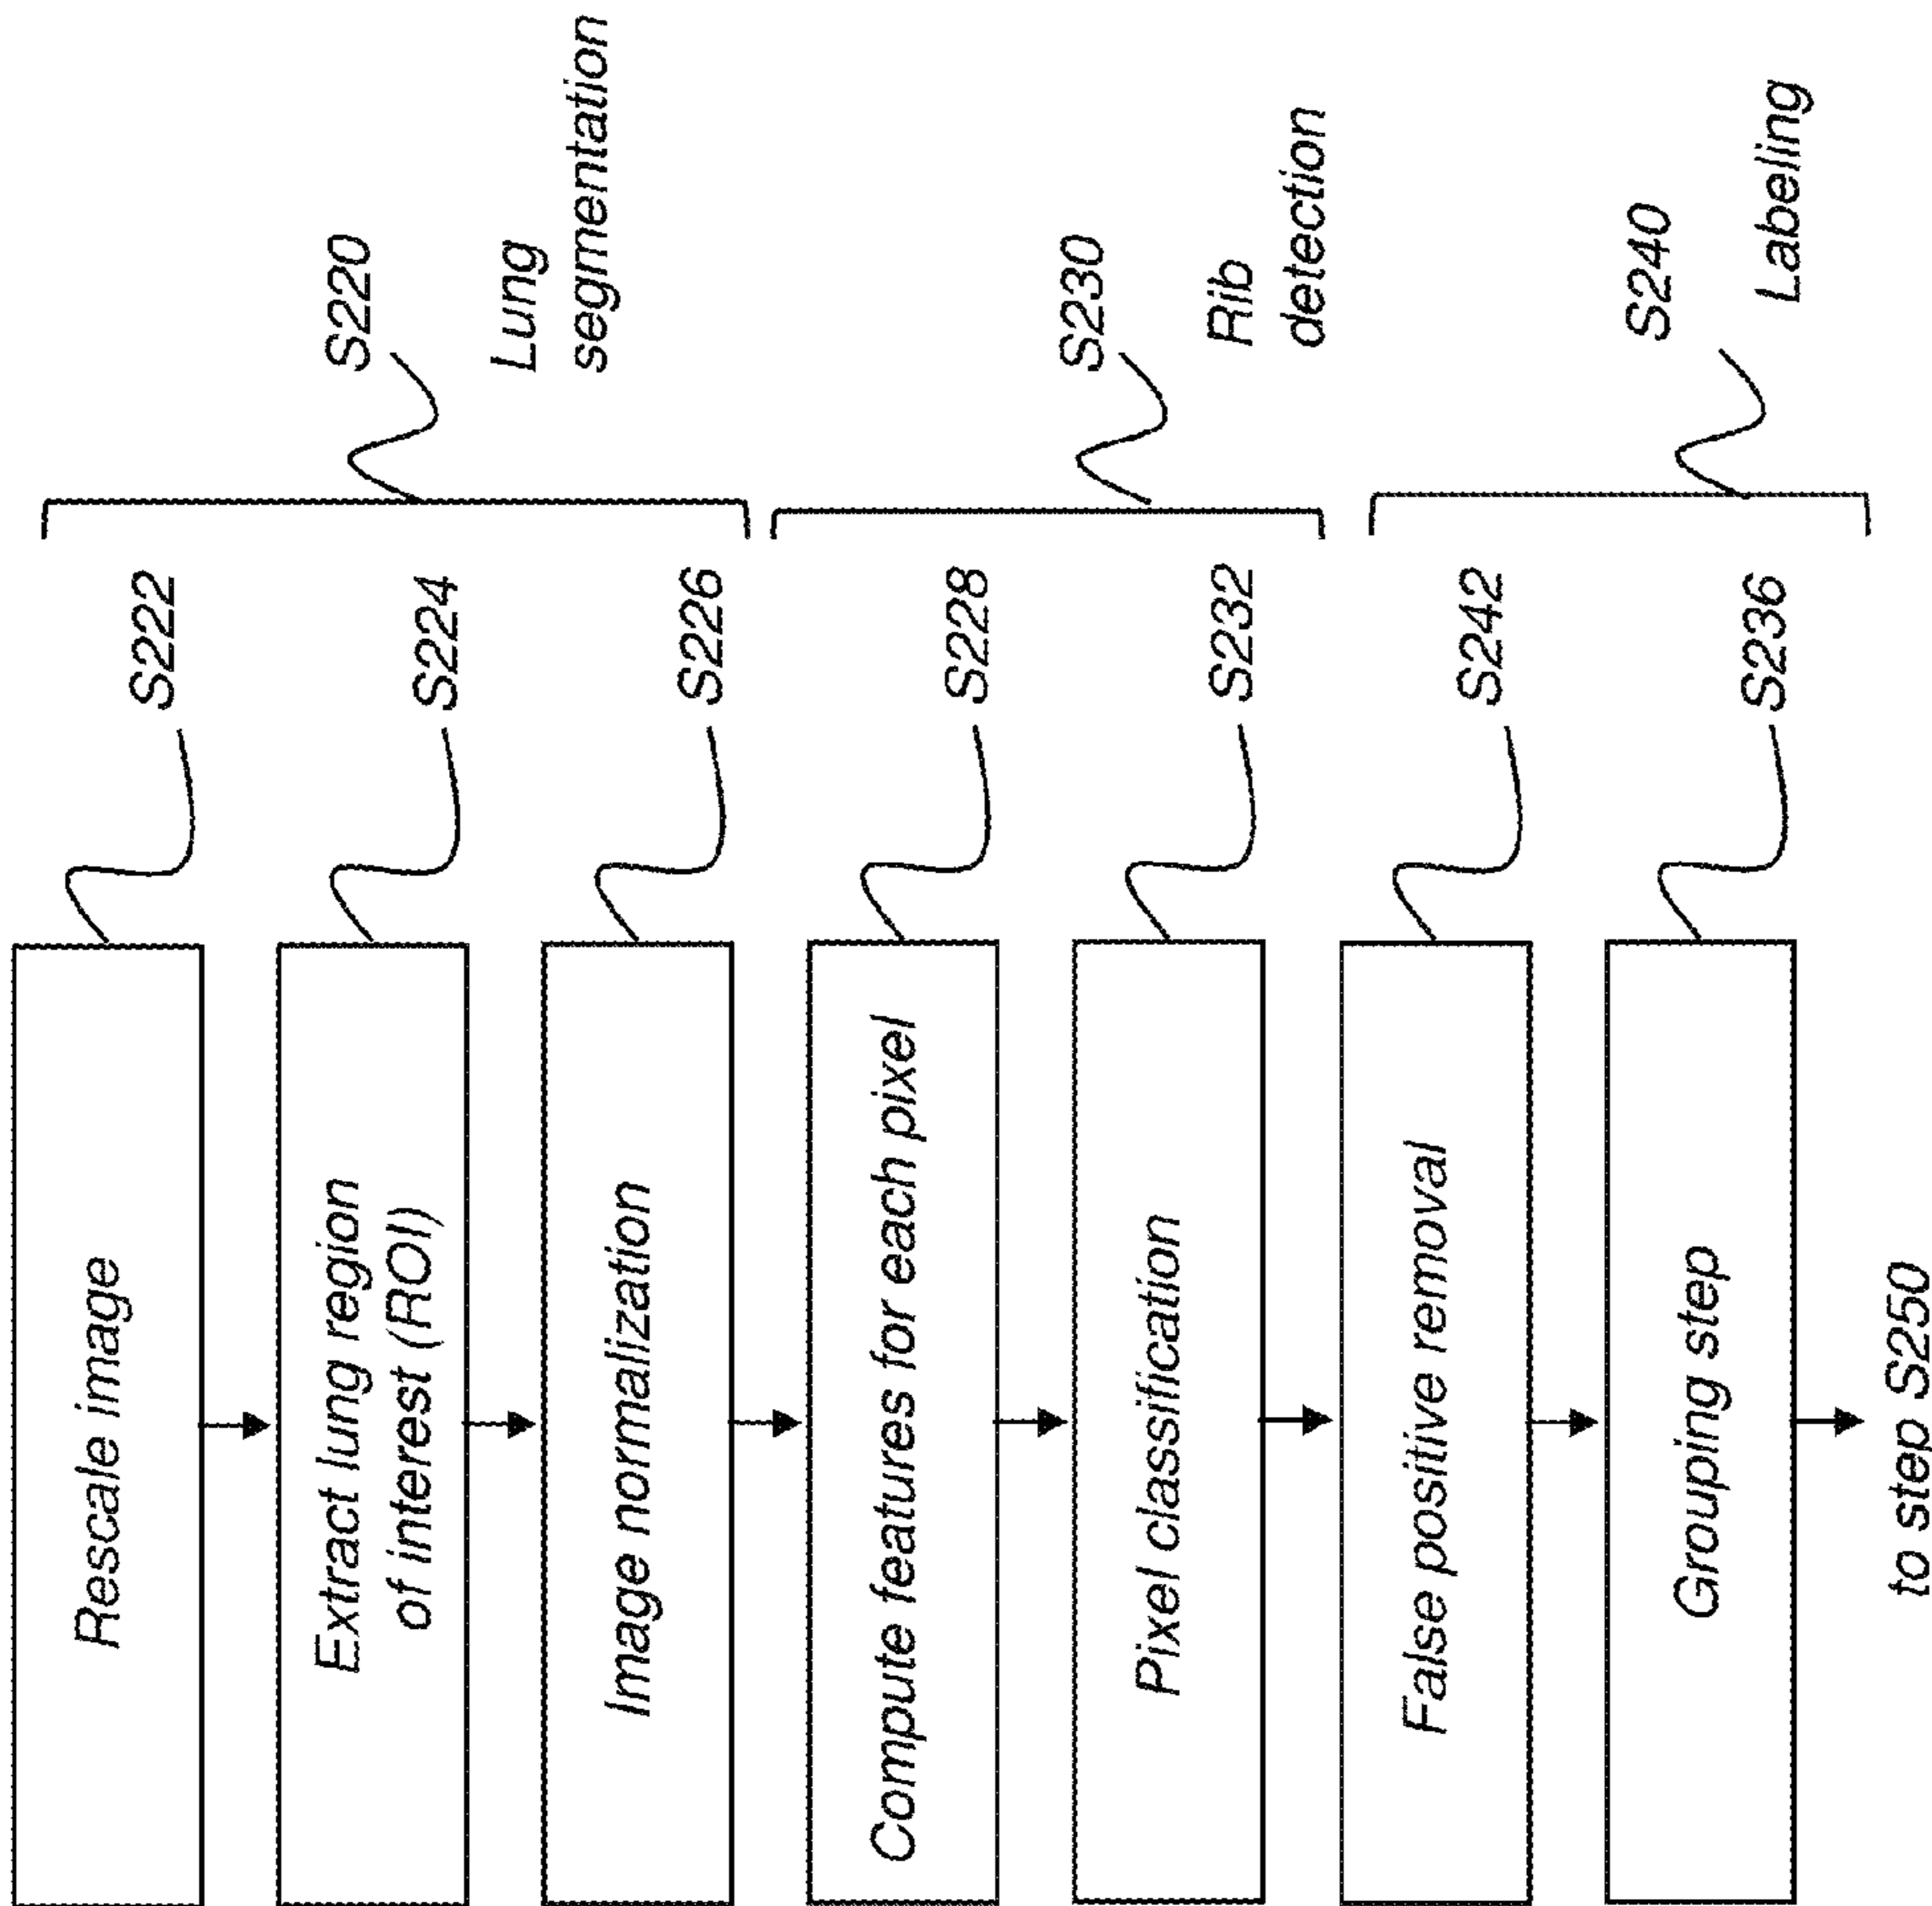 Rescale image
S222
Extract lung region
of interest (ROI)
S224
Image normalization
S226
S220
Lung
segmentation
Compute features for each pixel
S228
Pixel classification
S232
S230
Rib
detection
False positive removal
S242
Grouping step
S236
S240
Labeling
to step S250